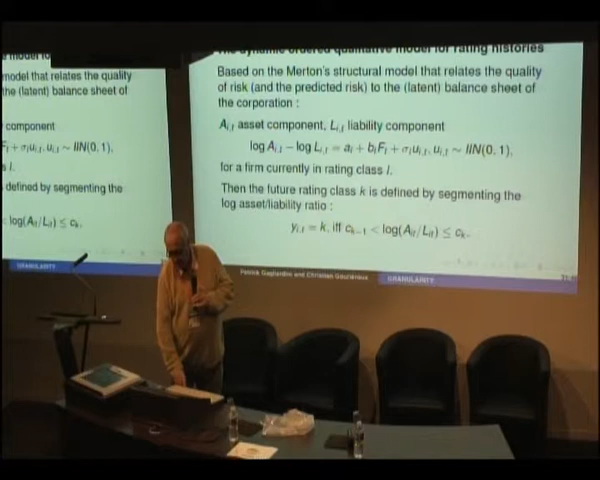 The dynamic ordered qualitative model for rating histories
Based on the Merton's structural model that relates the quality
of risk (and the predicted risk) to the (latent) balance sheet of
the corporation :
A_{i,t} asset component, L_{i,t} liability component
log A_{i,t} − log L_{i,t} = a_l + b_l F_t + σ_l u_{i,t}, u_{i,t} ∼ IIN(0, 1),
for a firm currently in rating class l.
Then the future rating class k is defined by segmenting the
log asset/liability ratio :
y_{i,t} = k, iff c_{k−1} < log(A_{it}/L_{it}) ≤ c_k.
Patrick Gagliardini and Christian Gouriéroux
GRANULARITY
model that relates the quality
the (latent) balance sheet of
component
F_t + σ_l u_{i,t}, u_{i,t} ∼ IIN(0, 1),
s l.
defined by segmenting the
< log(A_{it}/L_{it}) ≤ c_k.
GRANULARITY